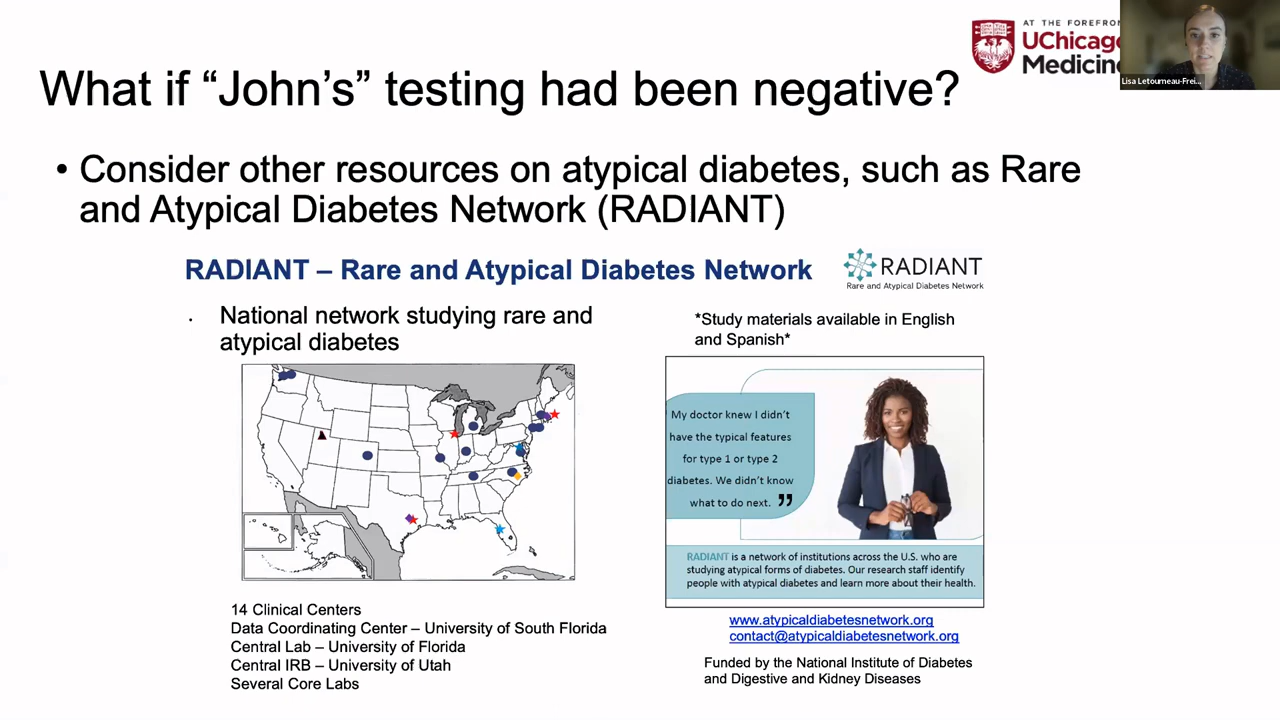 AT THE FOREFRON
UChicago
Medicine
Lisa Letourneau-Frei...
What if “John’s” testing had been negative?
• Consider other resources on atypical diabetes, such as Rare
and Atypical Diabetes Network (RADIANT)
RADIANT – Rare and Atypical Diabetes Network
RADIANT
Rare and Atypical Diabetes Network
• National network studying rare and
atypical diabetes
*Study materials available in English
and Spanish*
My doctor knew I didn’t
have the typical features
for type 1 or type 2
diabetes. We didn’t know
what to do next. ”
RADIANT is a network of institutions across the U.S. who are
studying atypical forms of diabetes. Our research staff identify
people with atypical diabetes and learn more about their health.
14 Clinical Centers
Data Coordinating Center – University of South Florida
Central Lab – University of Florida
Central IRB – University of Utah
Several Core Labs
www.atypicaldiabetesnetwork.org
contact@atypicaldiabetesnetwork.org
Funded by the National Institute of Diabetes
and Digestive and Kidney Diseases